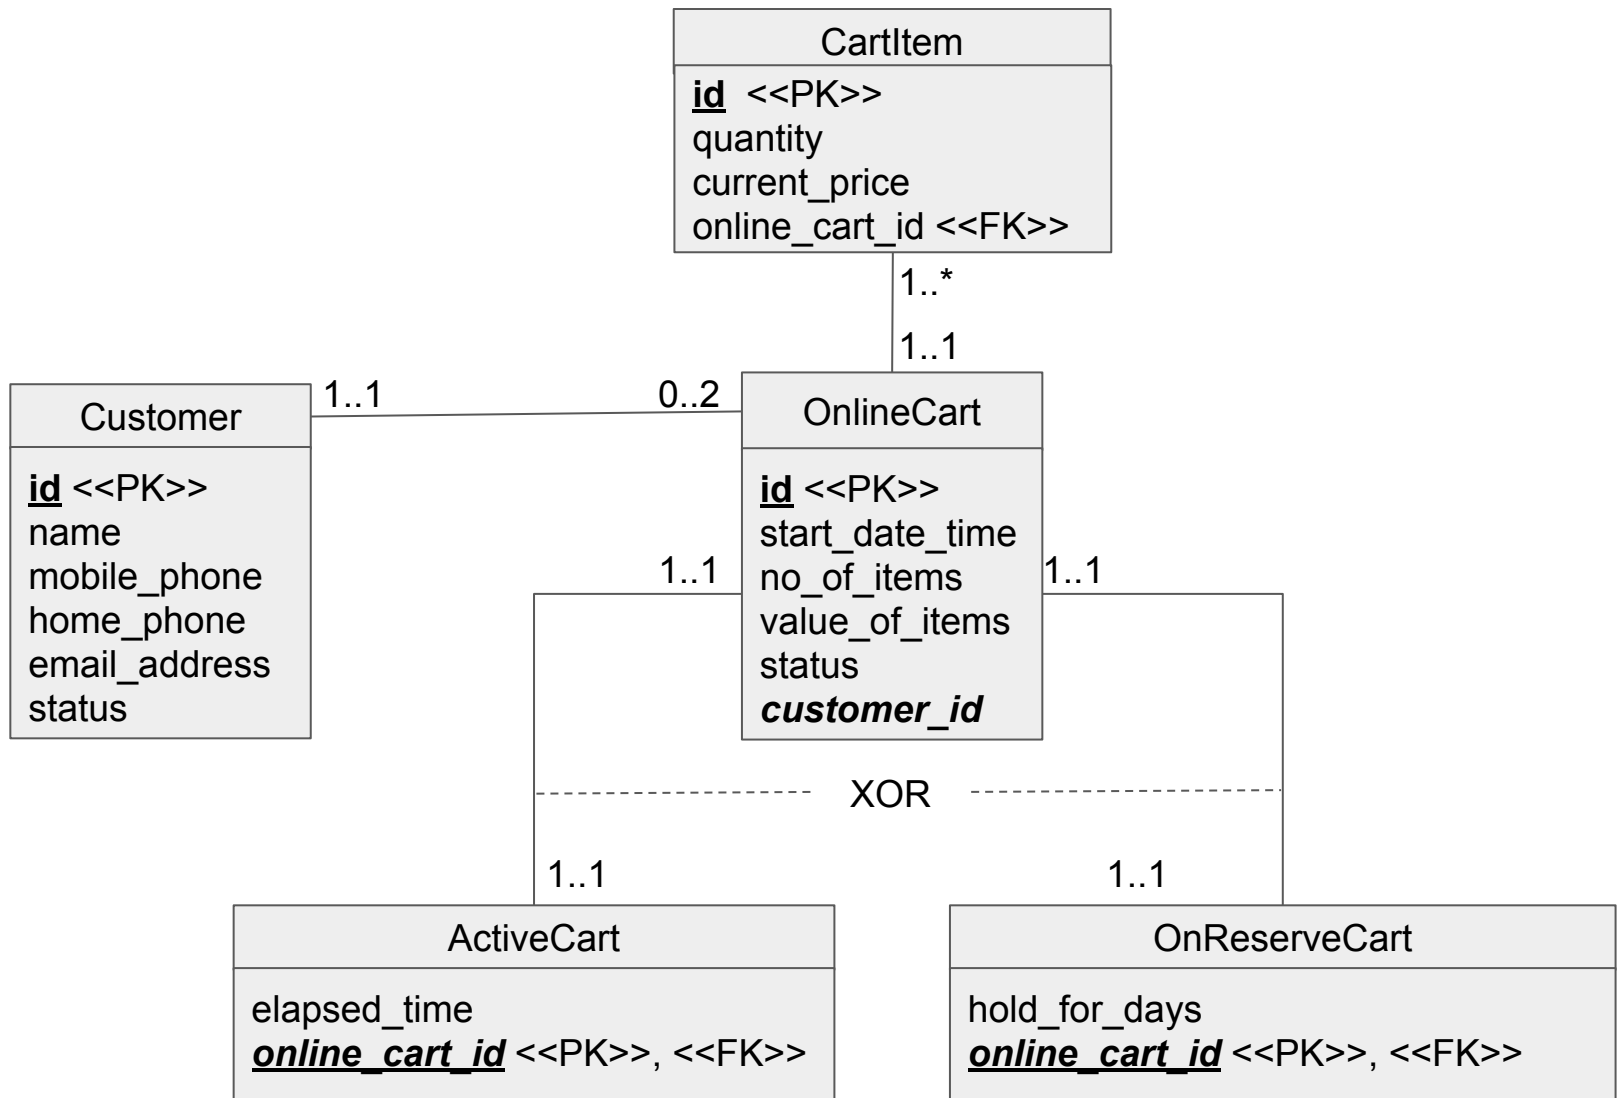 CartItem
id <<PK>>
quantity
current_price
online_cart_id <<FK>>
1..*
1..1
Customer
id <<PK>>
name
mobile_phone
home_phone
email_address
status
1..1
0..2
OnlineCart
id <<PK>>
start_date_time
no_of_items
value_of_items
status
customer_id
1..1
1..1
XOR
1..1
1..1
ActiveCart
elapsed_time
online_cart_id <<PK>>, <<FK>>
OnReserveCart
hold_for_days
online_cart_id <<PK>>, <<FK>>